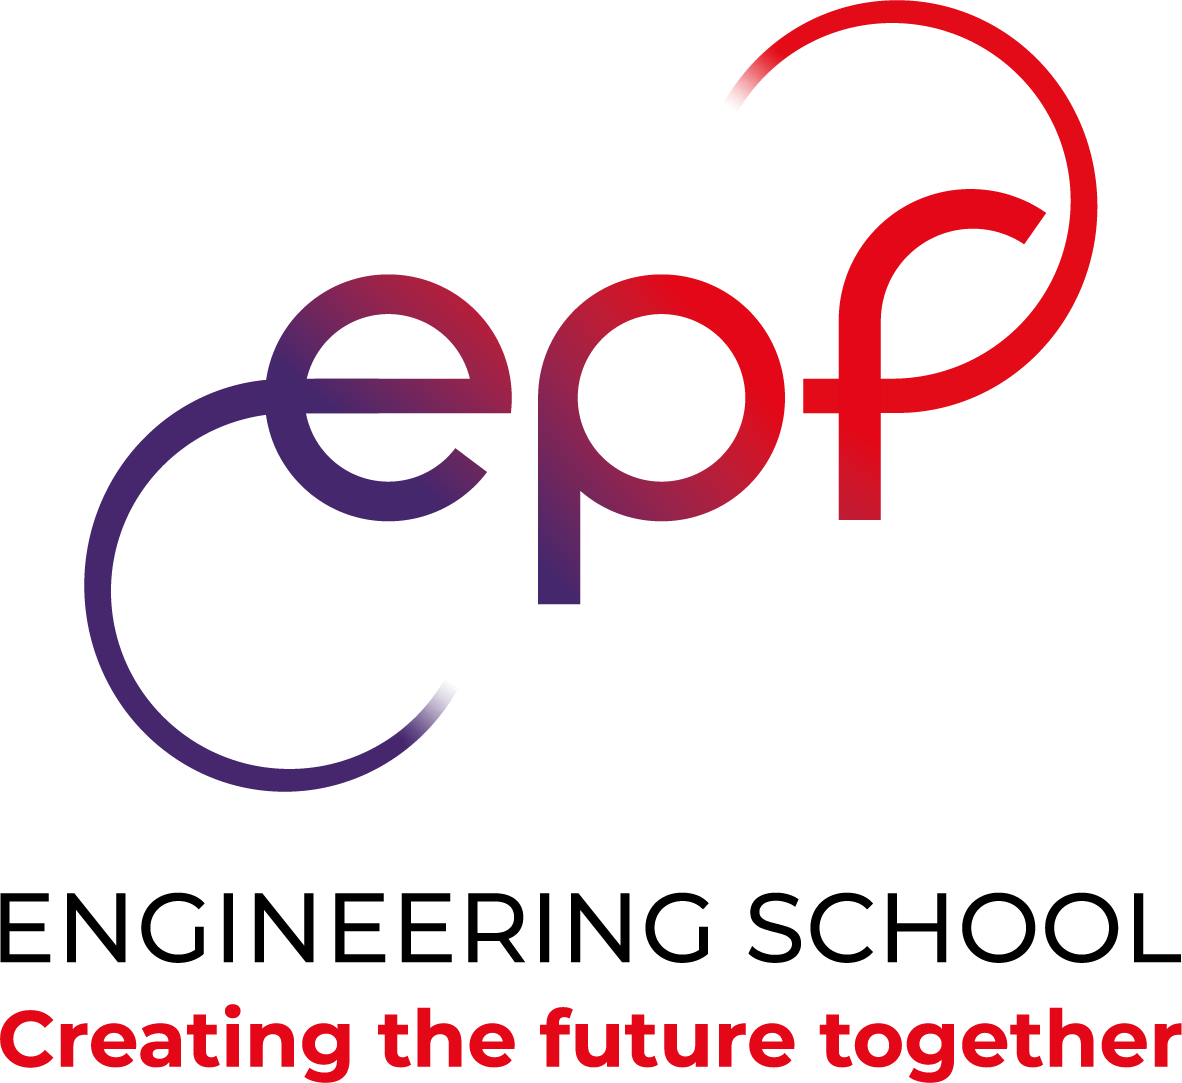 epf
ENGINEERING SCHOOL
Creating the future together